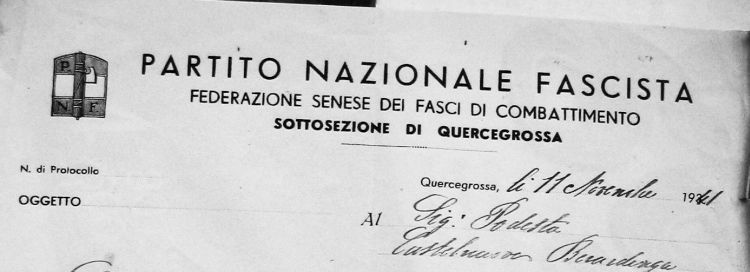 P
N F
PARTITO NAZIONALE FASCISTA
FEDERAZIONE SENESE DEI FASCI DI COMBATTIMENTO
SOTTOSEZIONE DI QUERCEGROSSA
N. di Protocollo
Quercegrossa, li 11 Novembre 1941
OGGETTO
Al Sig: Podestà
Castelnuovo Berardenga